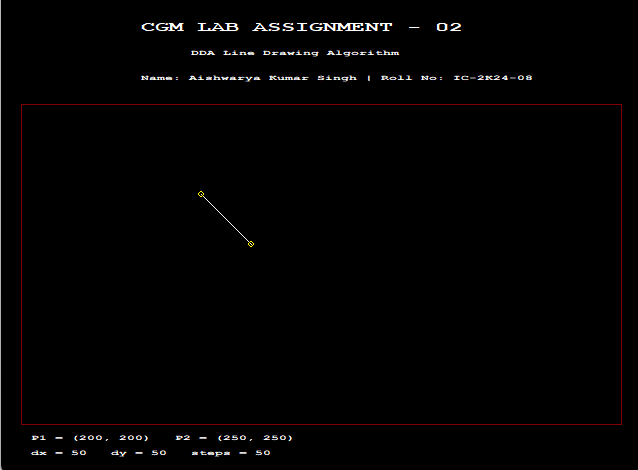 CGM LAB ASSIGNMENT - 02
DDA Line Drawing Algorithm
Name: Aishwarya Kumar Singh | Roll No: IC-2K24-08
P1 = (200, 200)   P2 = (250, 250)
dx = 50   dy = 50   steps = 50